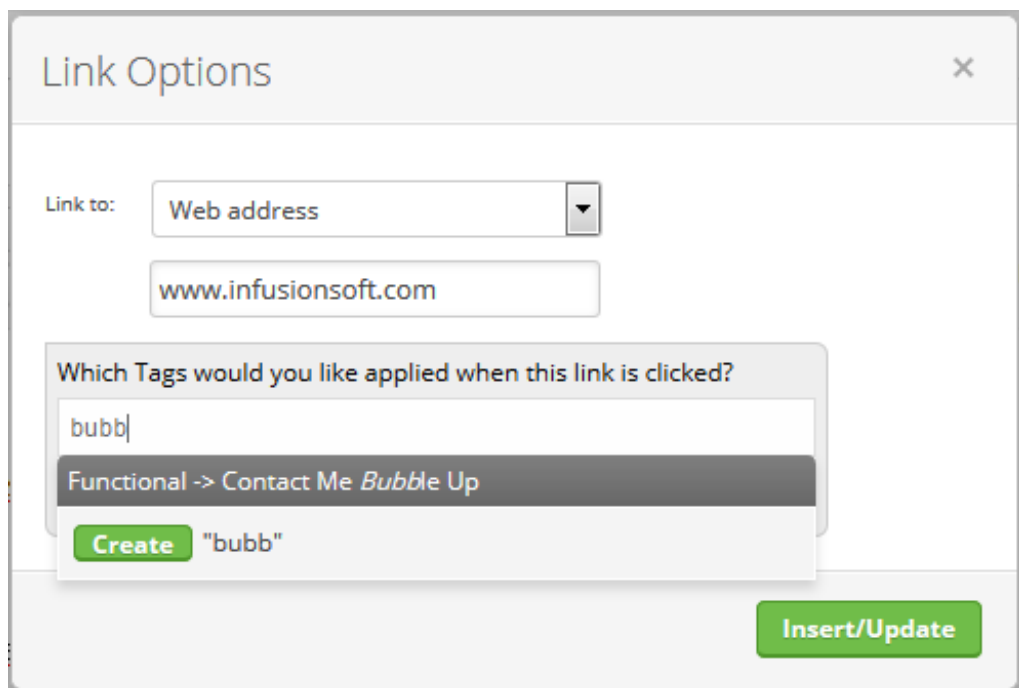 Link Options
Link to:
Web address
www.infusionsoft.com
Which Tags would you like applied when this link is clicked?
bubb
Functional -> Contact Me Bubble Up
Create "bubb"
Insert/Update